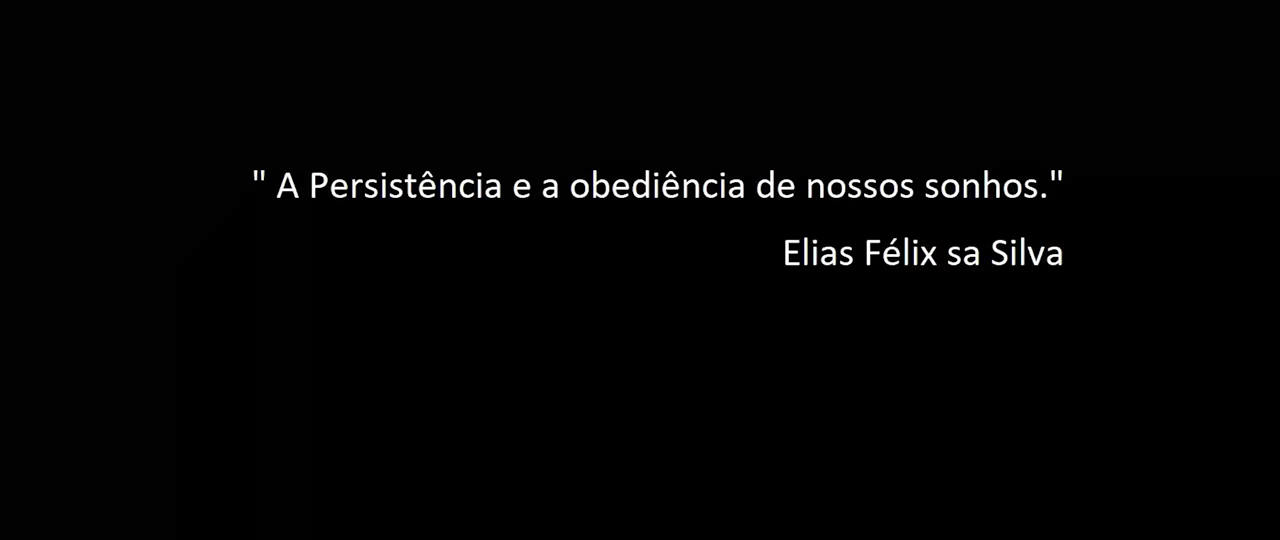 " A Persistência e a obediência de nossos sonhos."
Elias Félix sa Silva